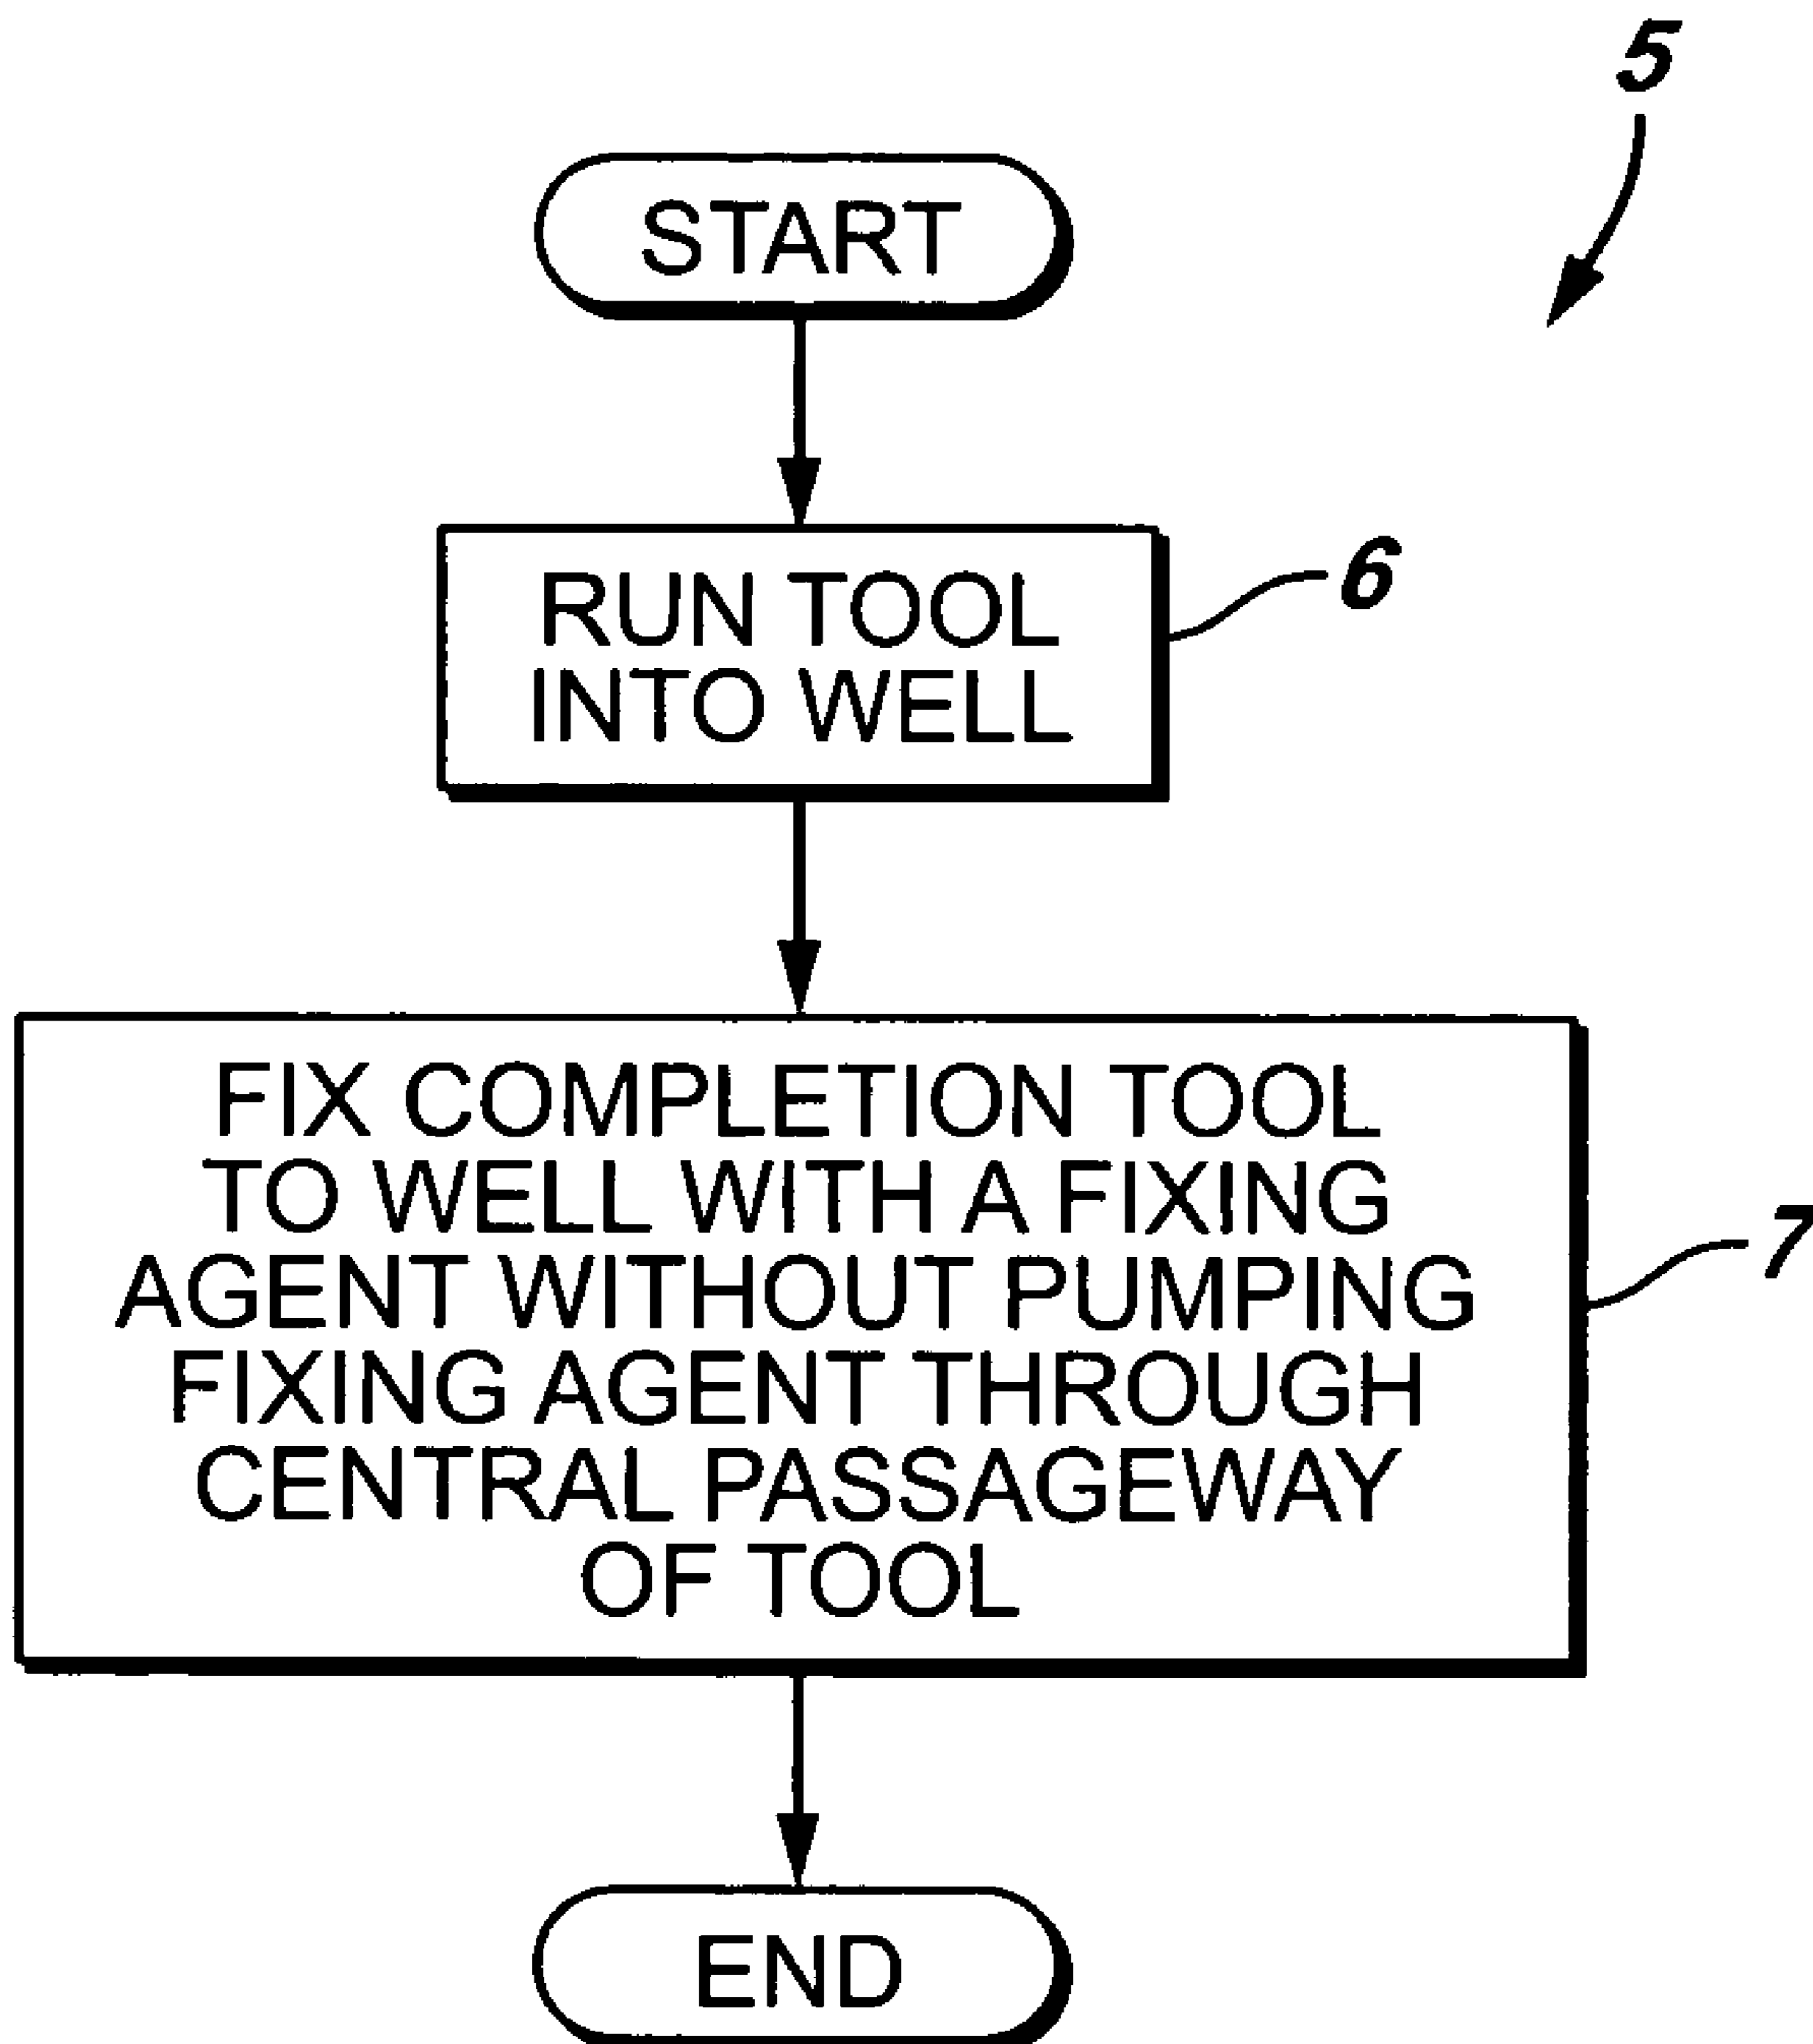 5
START
RUN TOOL
INTO WELL
6
FIX COMPLETION TOOL
TO WELL WITH A FIXING
AGENT WITHOUT PUMPING
FIXING AGENT THROUGH
CENTRAL PASSAGEWAY
OF TOOL
7
END